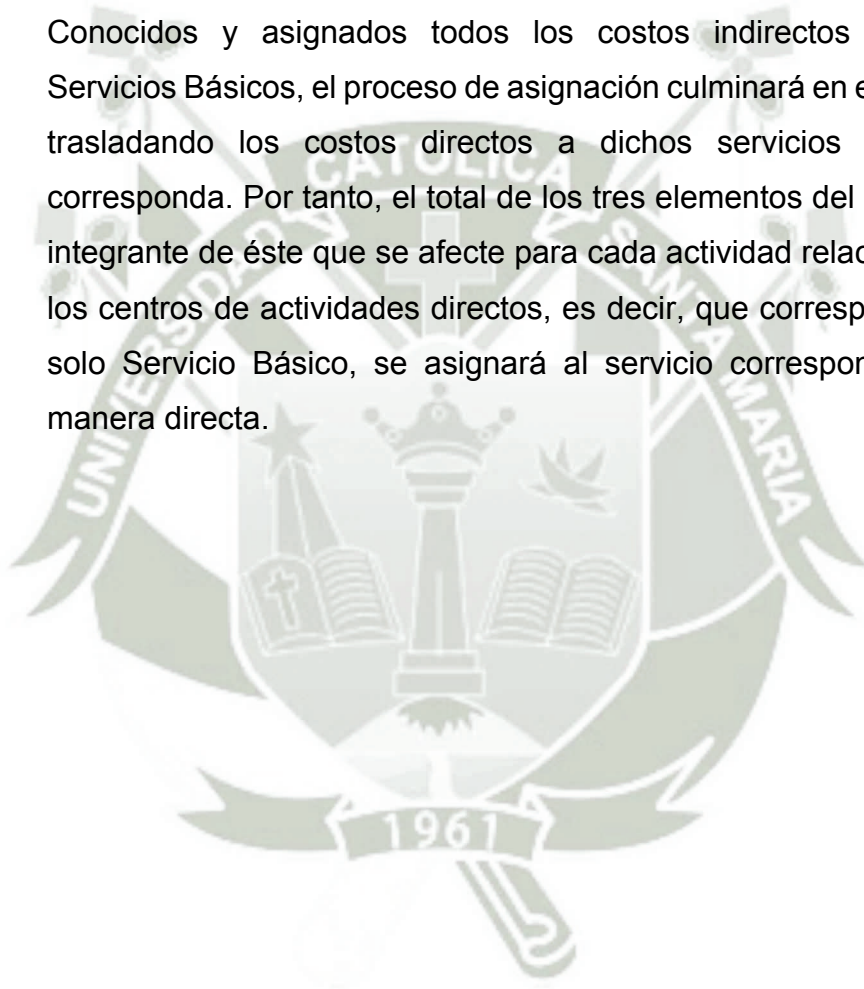 Conocidos y asignados todos los costos indirectos
Servicios Básicos, el proceso de asignación culminará en e
trasladando los costos directos a dichos servicios
corresponda. Por tanto, el total de los tres elementos del
integrante de éste que se afecte para cada actividad relac
los centros de actividades directos, es decir, que corresp
solo Servicio Básico, se asignará al servicio correspon
manera directa.
UNIVERSIDAD CATOLICA SANTA MARIA
1961